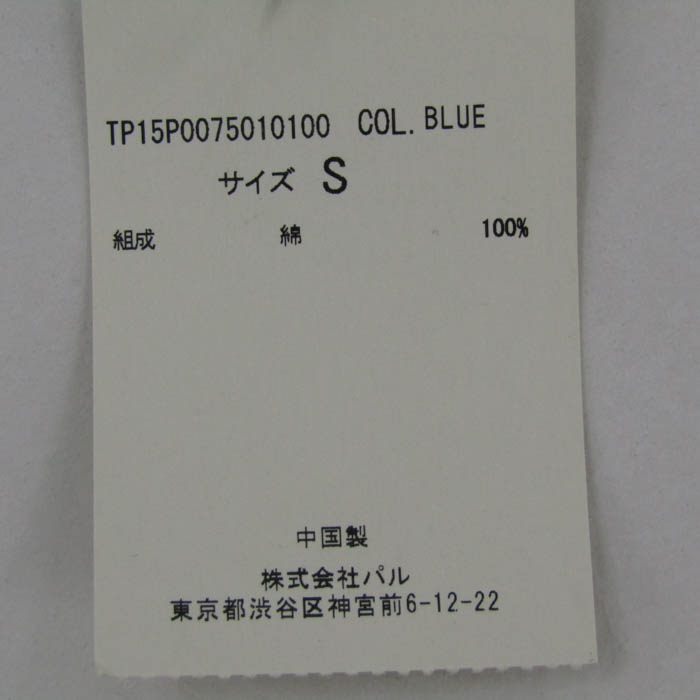 TP15P0075010100 COL. BLUE
サイズ S
組成 綿 100%
中国製
株式会社パル
東京都渋谷区神宮前6-12-22